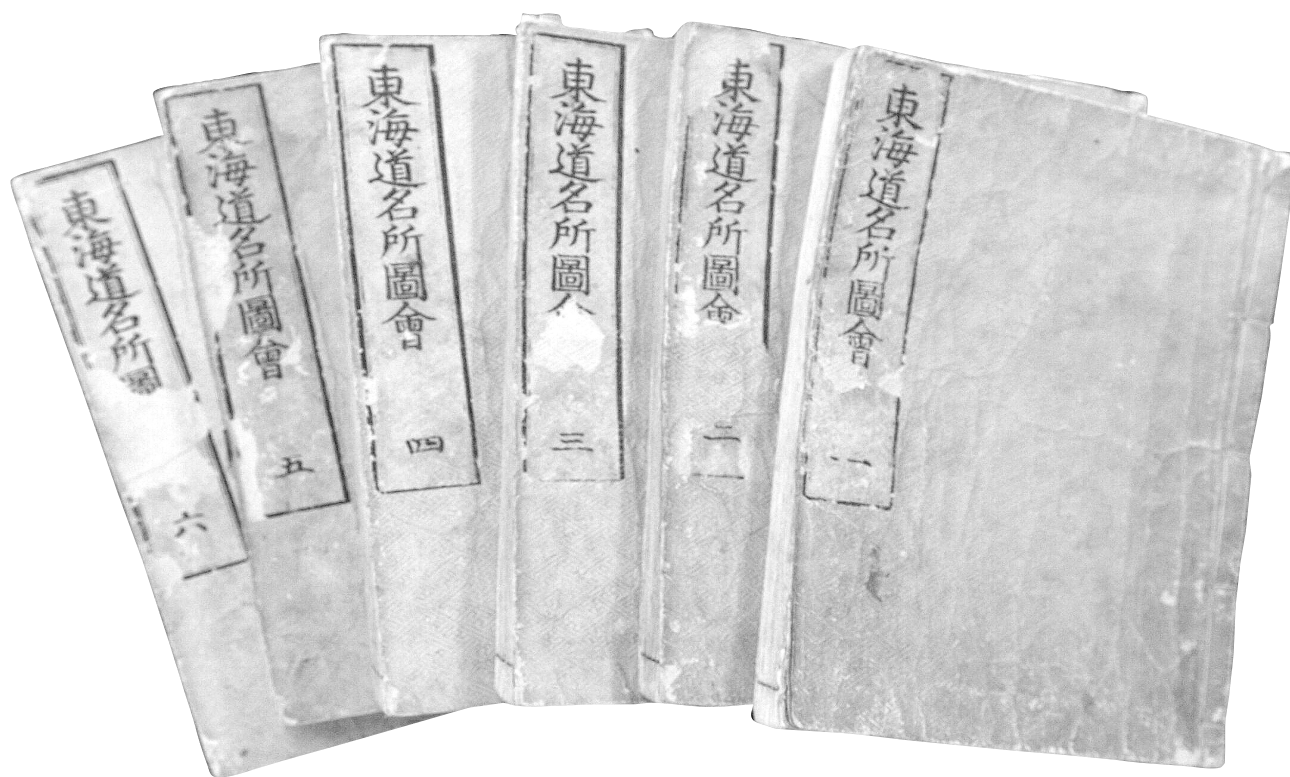 東海道名所圖會 一
東海道名所圖會 二
東海道名所圖 三
東海道名所圖會 四
東海道名所圖會 五
東海道名所圖 六